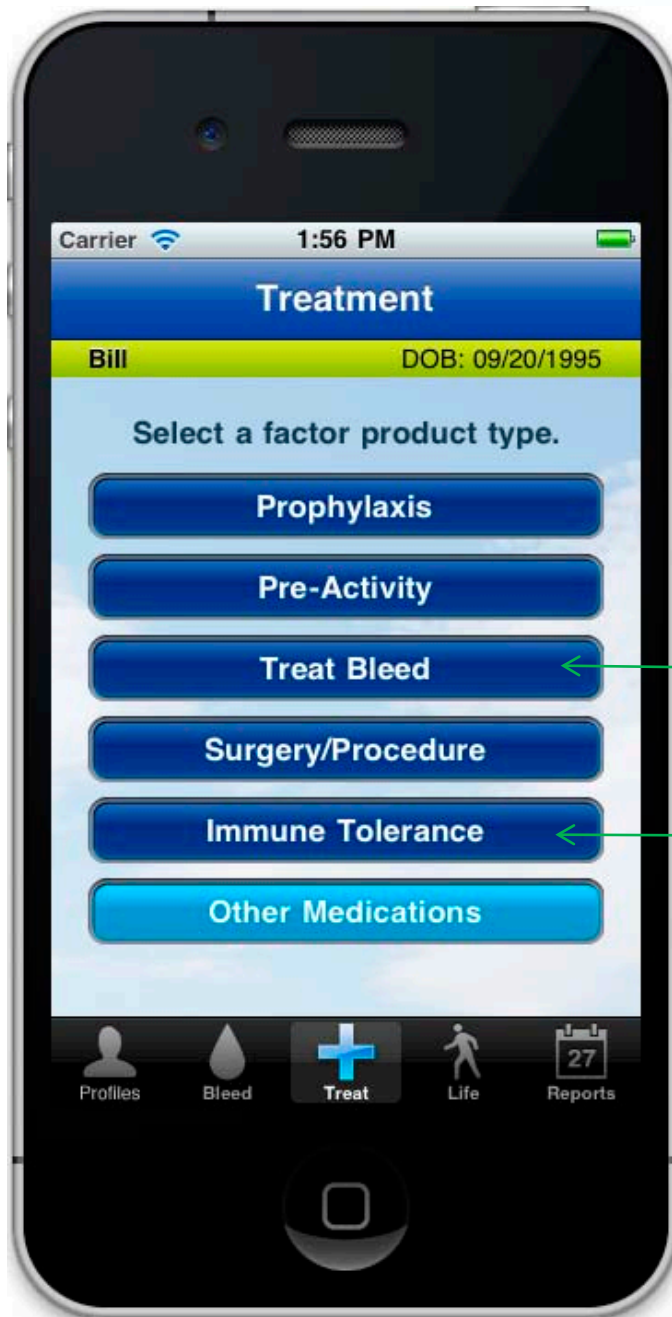 Carrier 1:56 PM
Treatment
Bill DOB: 09/20/1995
Select a factor product type.
Prophylaxis
Pre-Activity
Treat Bleed
Surgery/Procedure
Immune Tolerance
Other Medications
27
Profiles Bleed Treat Life Reports